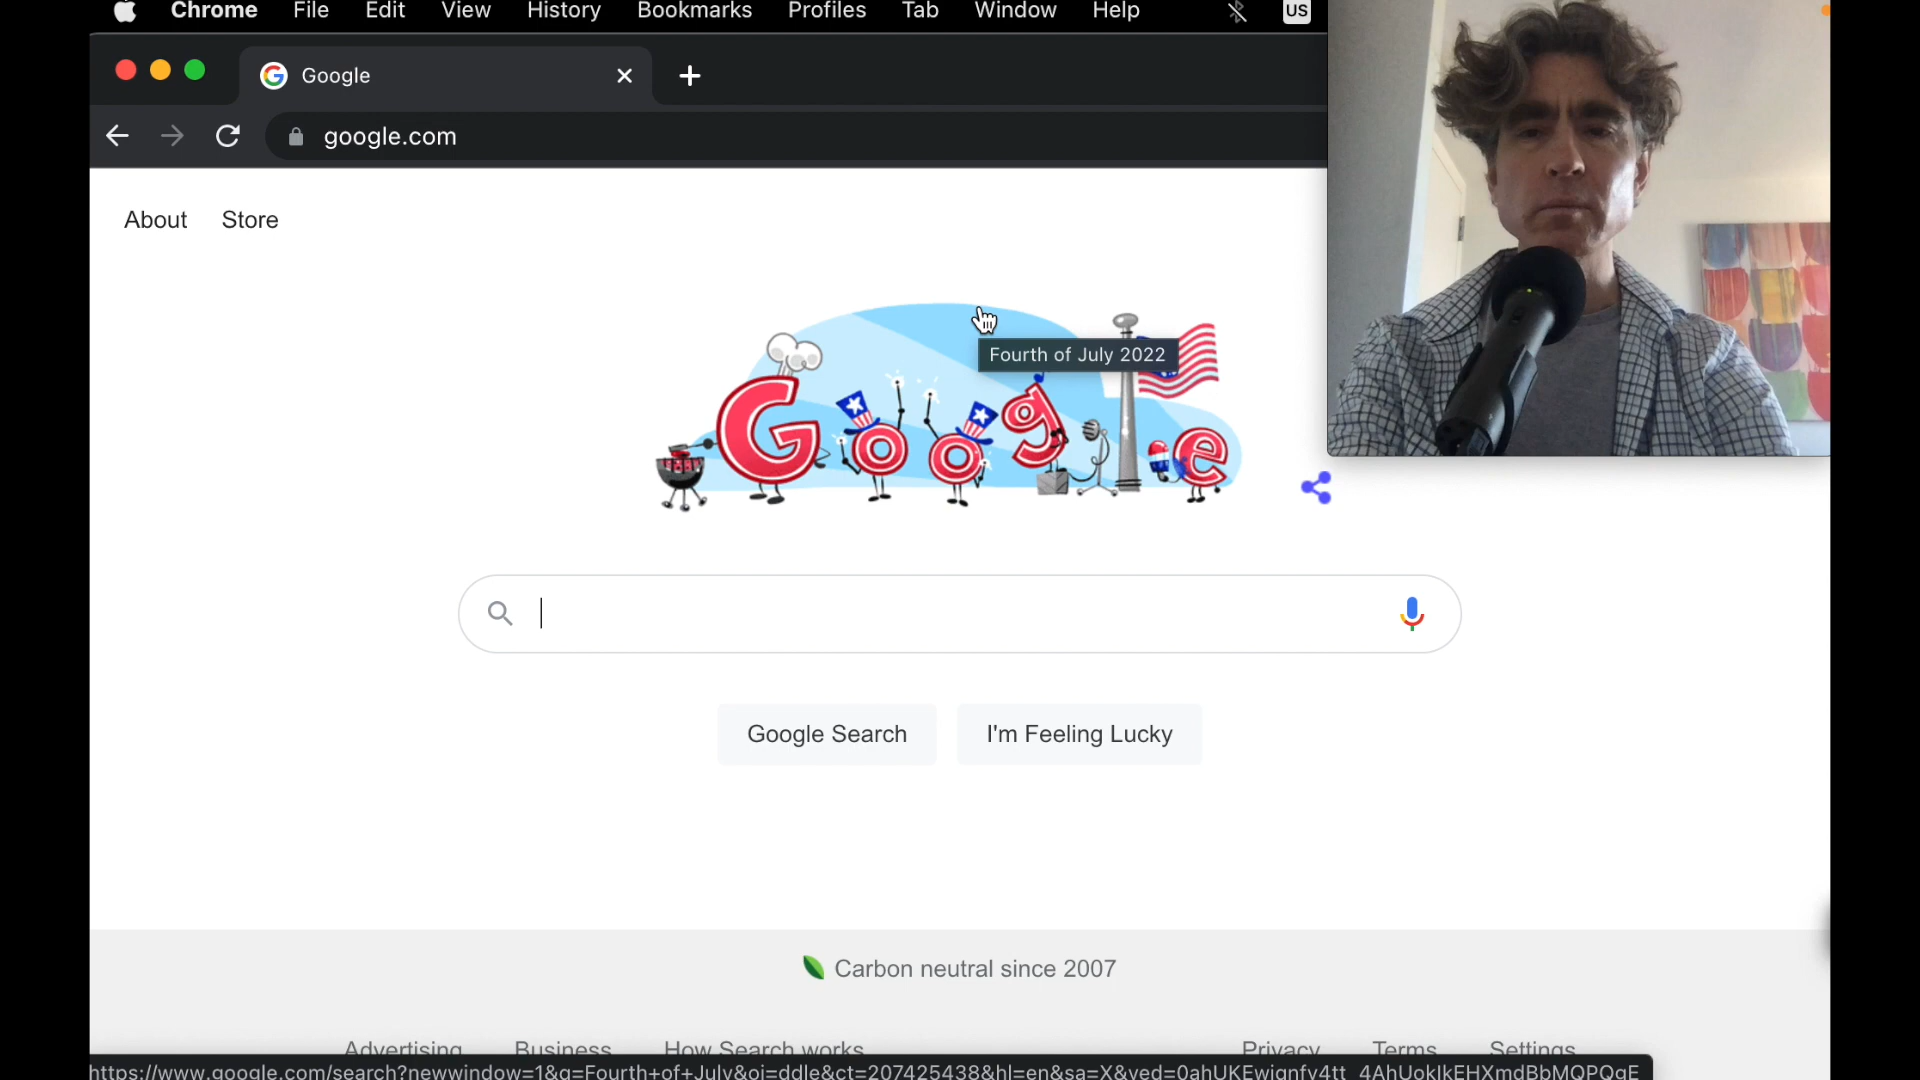 Chrome File Edit View History Bookmarks Profiles Tab Window Help US
Google
google.com
About Store
Fourth of July 2022
Google
Google Search I'm Feeling Lucky
Carbon neutral since 2007
Advertising Business How Search works Privacy Terms Settings